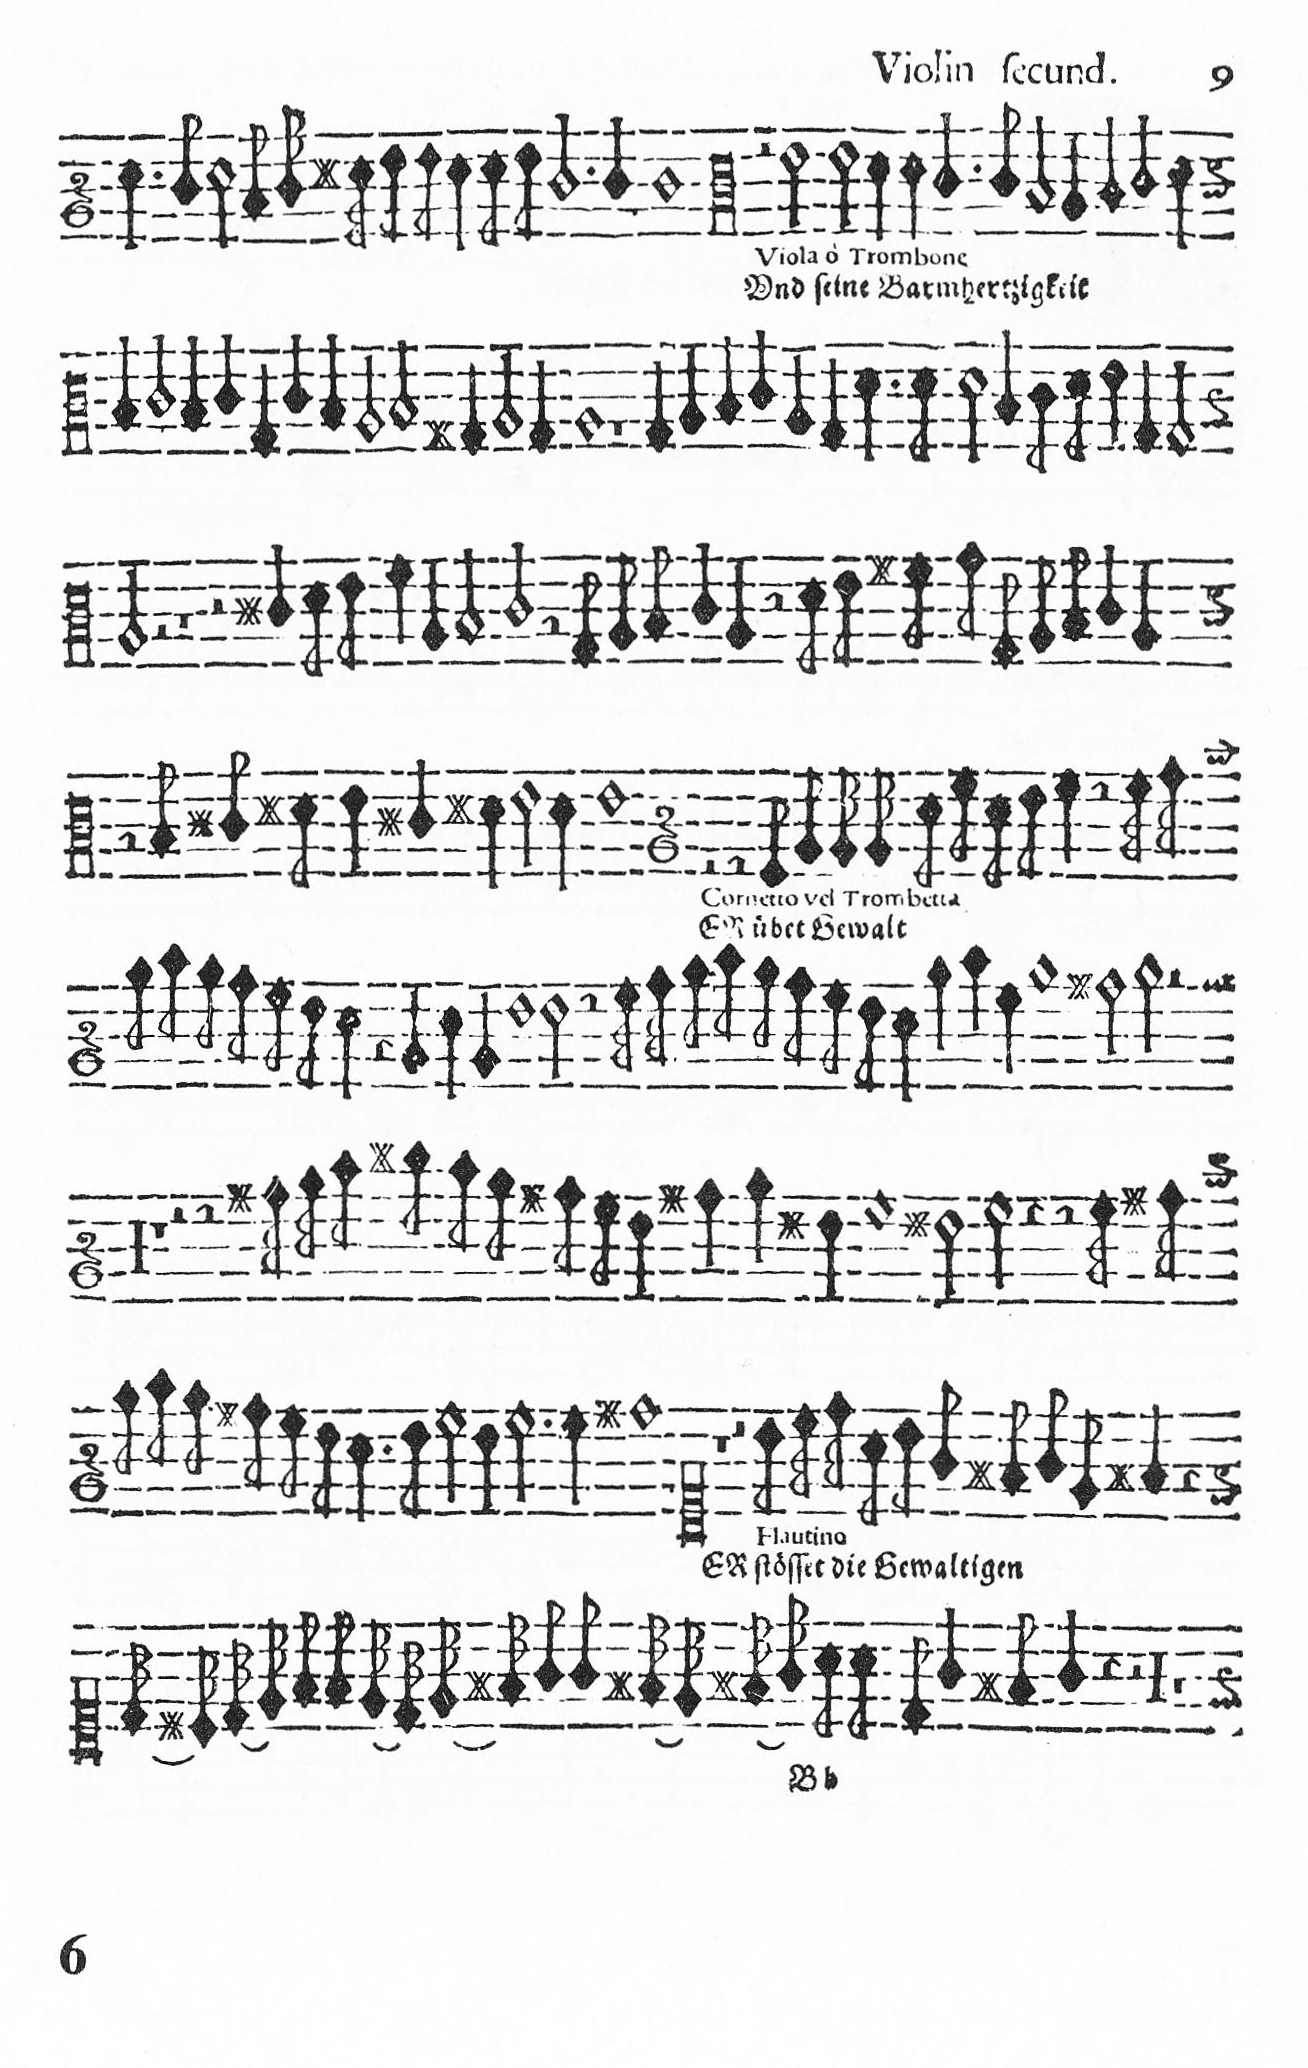 Violin ſecund. 9
Viola ò Trombone
Vnd ſeine Barmhertzigkeit
Cornetto vel Trombetta
ER übet Gewalt
Flautino
ER ſtöſſet die Gewaltigen
B b
6